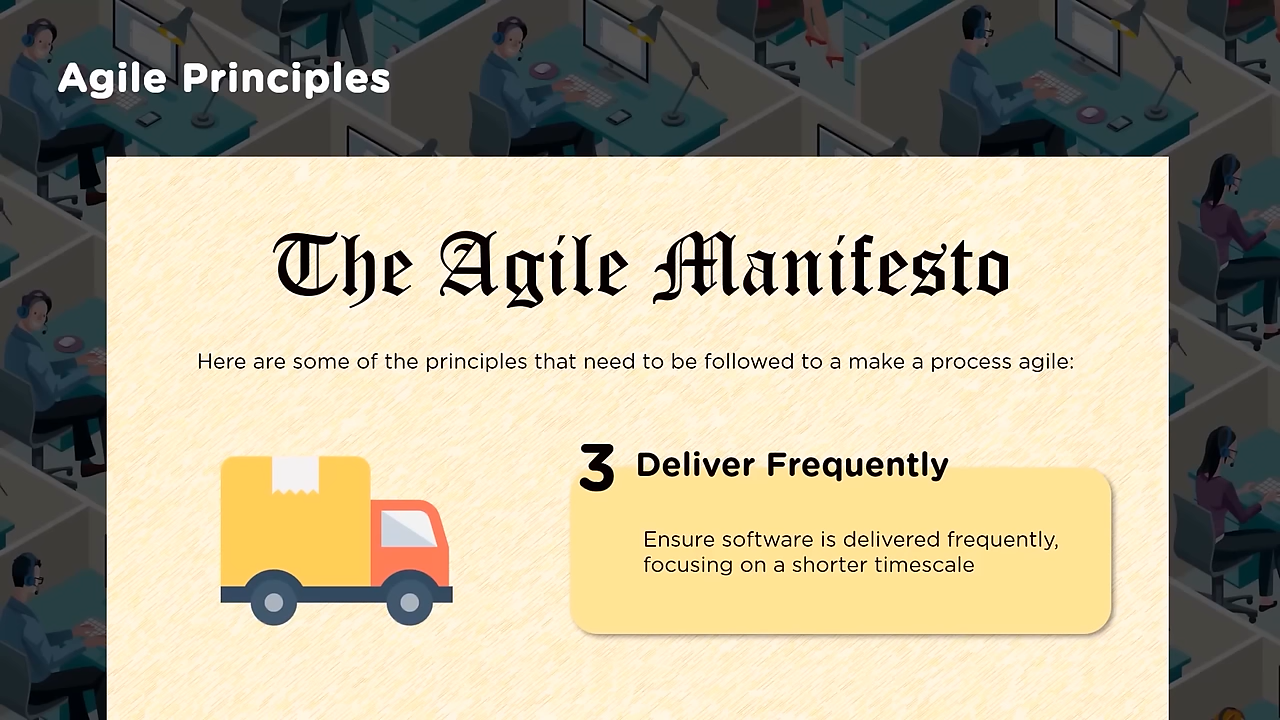 Agile Principles
The Agile Manifesto
Here are some of the principles that need to be followed to a make a process agile:
3 Deliver Frequently
Ensure software is delivered frequently,
focusing on a shorter timescale